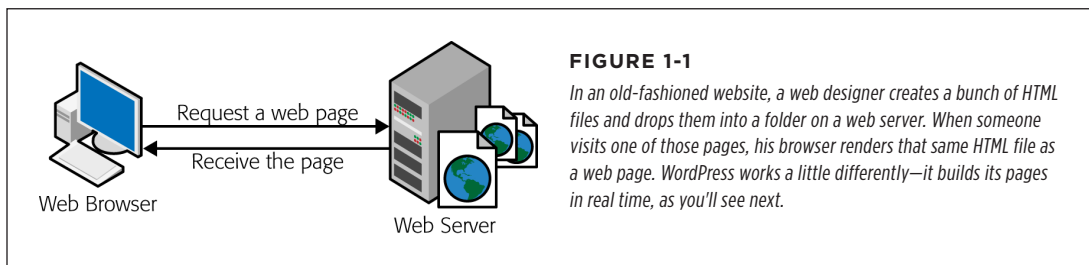 Request a web page
Receive the page
Web Browser
Web Server
FIGURE 1-1
In an old-fashioned website, a web designer creates a bunch of HTML
files and drops them into a folder on a web server. When someone
visits one of those pages, his browser renders that same HTML file as
a web page. WordPress works a little differently—it builds its pages
in real time, as you'll see next.